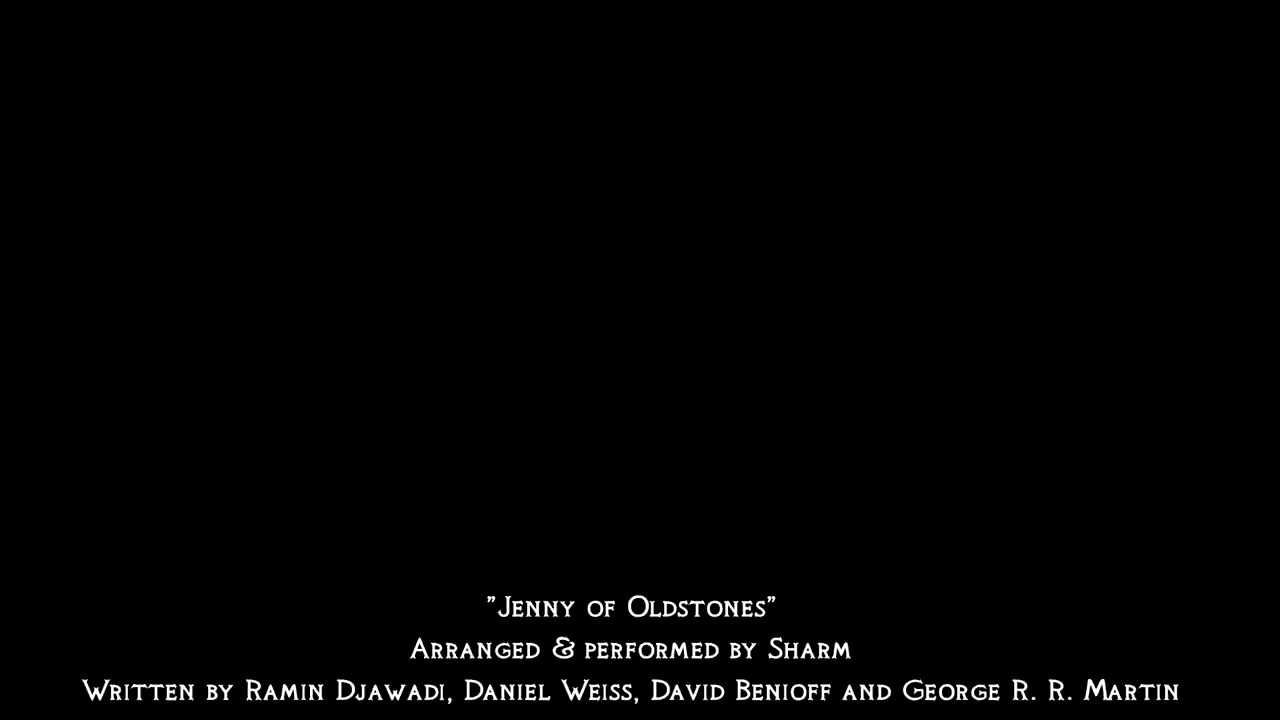 "Jenny of Oldstones"
Arranged & performed by Sharm
Written by Ramin Djawadi, Daniel Weiss, David Benioff and George R. R. Martin